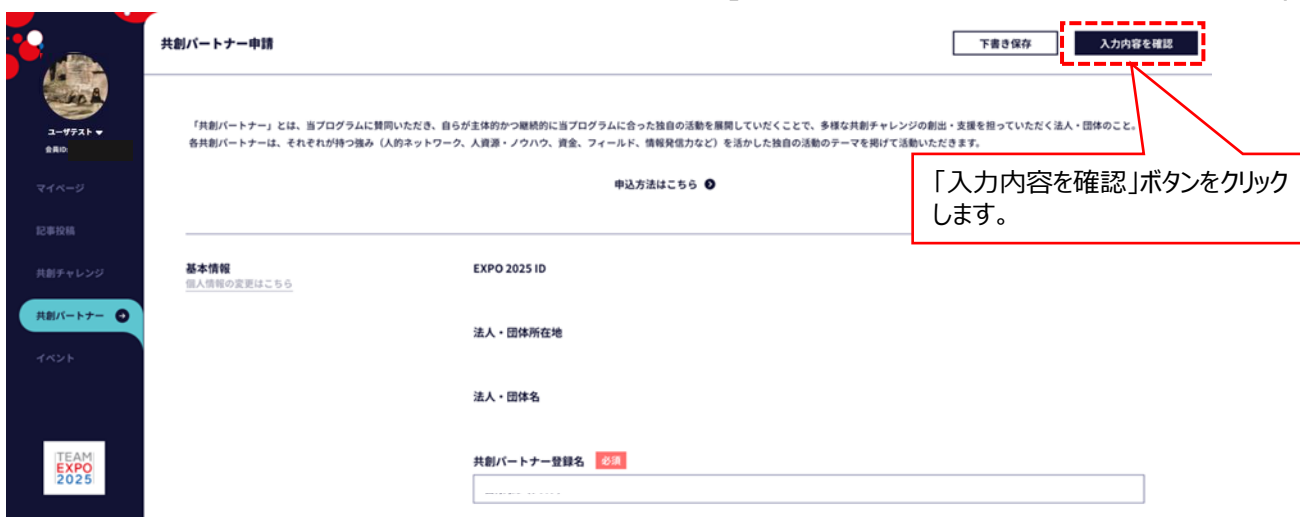 共創パートナー申請
下書き保存
入力内容を確認
ユーザテスト
会員ID:
マイページ
記事投稿
共創チャレンジ
共創パートナー
イベント
TEAM
EXPO
2025
「共創パートナー」とは、当プログラムに賛同いただき、自らが主体的かつ継続的に当プログラムに合った独自の活動を展開していだくことで、多様な共創チャレンジの創出・支援を担っていただく法人・団体のこと。
各共創パートナーは、それぞれが持つ強み（人的ネットワーク、人資源・ノウハウ、資金、フィールド、情報発信力など）を活かした独自の活動のテーマを掲げて活動いただきます。
申込方法はこちら
「入力内容を確認」ボタンをクリック
します。
基本情報
個人情報の変更はこちら
EXPO 2025 ID
法人・団体所在地
法人・団体名
共創パートナー登録名 必須